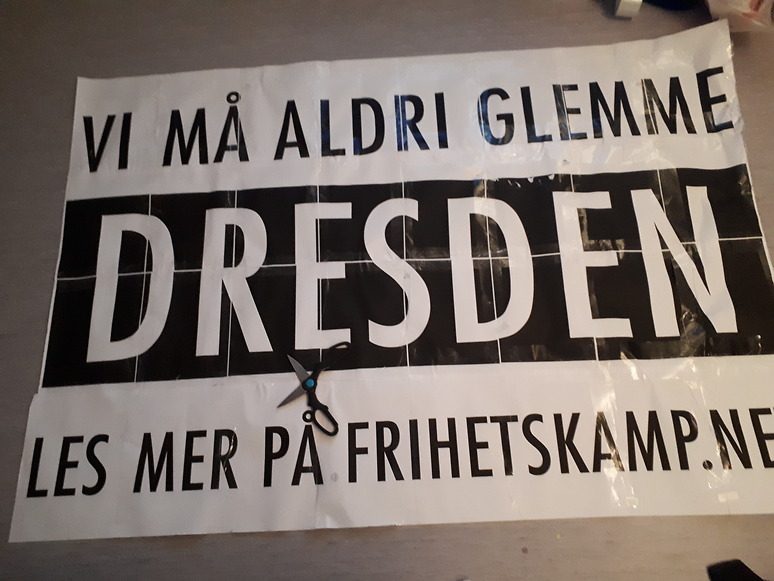 VI MÅ ALDRI GLEMME
DRESDEN
LES MER PÅ FRIHETSKAMP.NE